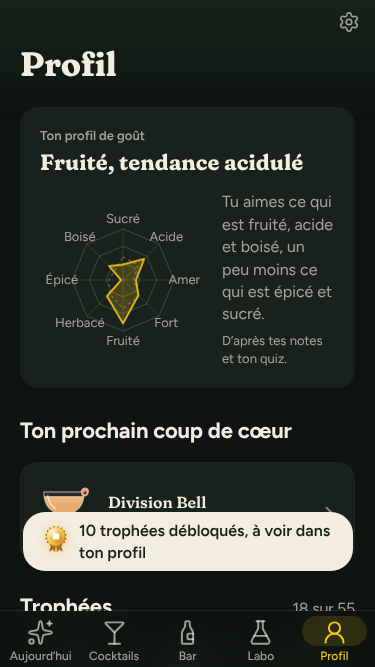 Profil
Ton profil de goût
Fruité, tendance acidulé
Tu aimes ce qui
est fruité, acide
et boisé, un
peu moins ce
qui est épicé et
sucré.
D'après tes notes
et ton quiz.
Sucré
Boisé
Acide
Épicé
Amer
Herbacé
Fort
Fruité
Ton prochain coup de cœur
Division Bell
10 trophées débloqués, à voir dans
ton profil
Trophées
18 sur 55
Aujourd'hui
Cocktails
Bar
Labo
Profil